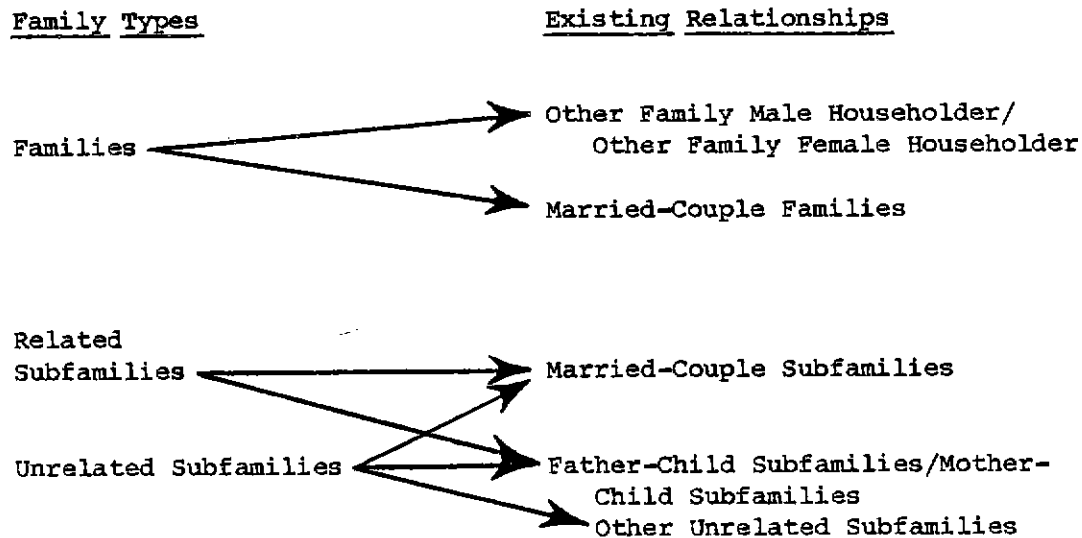 Family Types
Existing Relationships
Families
Other Family Male Householder/
Other Family Female Householder
Married-Couple Families
Related
Subfamilies
Married-Couple Subfamilies
Unrelated Subfamilies
Father-Child Subfamilies/Mother-
Child Subfamilies
Other Unrelated Subfamilies